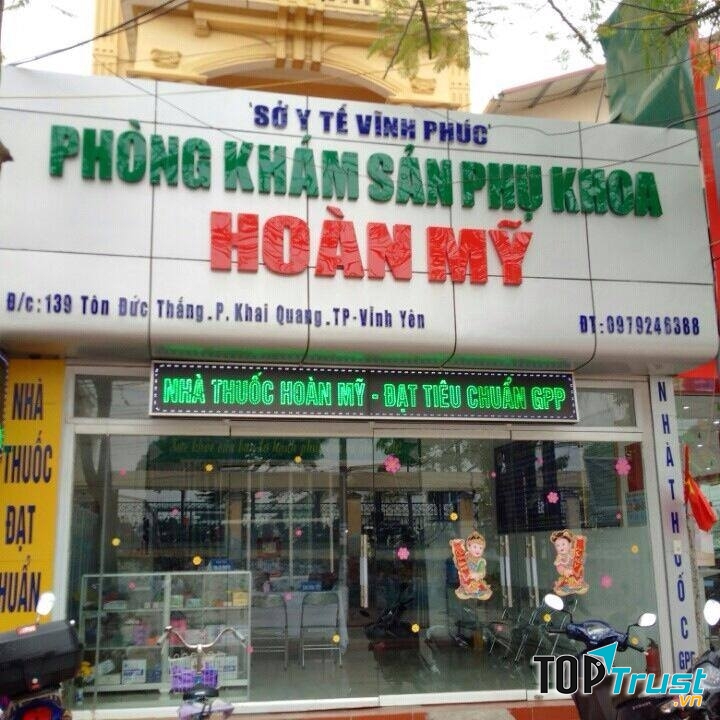 SỞ Y TẾ VĨNH PHÚC
PHÒNG KHÁM SẢN PHỤ KHOA
HOÀN MỸ
Đ/c: 139 Tôn Đức Thắng.P. Khai Quang.TP-Vĩnh Yên
ĐT: 0979246388
NHÀ THUỐC HOÀN MỸ - ĐẠT TIÊU CHUẨN GPP
NHÀ
THUỐC
ĐẠT
CHUẨN
NHÀ THUỐC GPP
TOPTrust
.vn